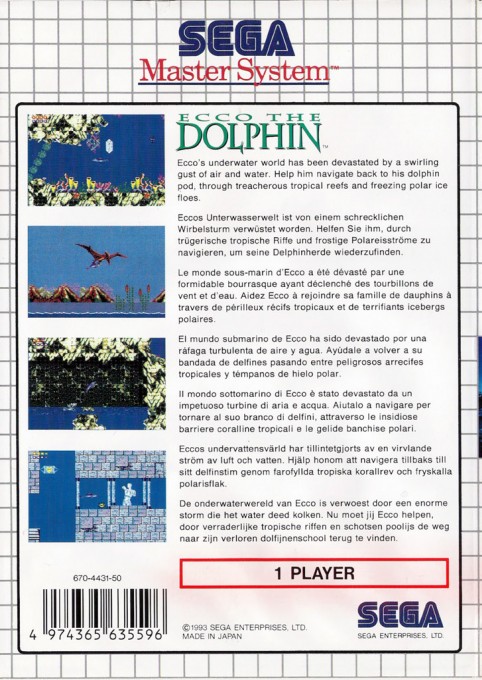 SEGA
Master System™
ECCO THE
DOLPHIN™
Ecco's underwater world has been devastated by a swirling
gust of air and water. Help him navigate back to his dolphin
pod, through treacherous tropical reefs and freezing polar ice
floes.
Eccos Unterwasserwelt ist von einem schrecklichen
Wirbelsturm verwüstet worden. Helfen Sie ihm, durch
trügerische tropische Riffe und frostige Polareisströme zu
navigieren, um seine Delphinherde wiederzufinden.
Le monde sous-marin d'Ecco a été dévasté par une
formidable bourrasque ayant déclenché des tourbillons de
vent et d'eau. Aidez Ecco à rejoindre sa famille de dauphins à
travers de périlleux récifs tropicaux et de terrifiants icebergs
polaires.
El mundo submarino de Ecco ha sido devastado por una
ráfaga turbulenta de aire y agua. Ayúdale a volver a su
bandada de delfines pasando entre peligrosos arrecifes
tropicales y témpanos de hielo polar.
Il mondo sottomarino di Ecco è stato devastato da un
impetuoso turbine di aria e acqua. Aiutalo a navigare per
tornare al suo branco di delfini, attraverso le insidiose
barriere coralline tropicali e le gelide banchise polari.
Eccos undervattensvärld har tillintetgjorts av en virvlande
ström av luft och vatten. Hjälp honom att navigera tillbaks till
sitt delfinstim genom farofyllda tropiska korallrev och fryskalla
polarisflak.
De onderwaterwereld van Ecco is verwoest door een enorme
storm die het water deed kolken. Nu moet jij Ecco helpen,
door verraderlijke tropische riffen en schotsen poolijs de weg
naar zijn verloren dolfijnenschool terug te vinden.
1 PLAYER
670-4431-50
4 974365 635596
©1993 SEGA ENTERPRISES, LTD.
MADE IN JAPAN
SEGA
SEGA ENTERPRISES, LTD.